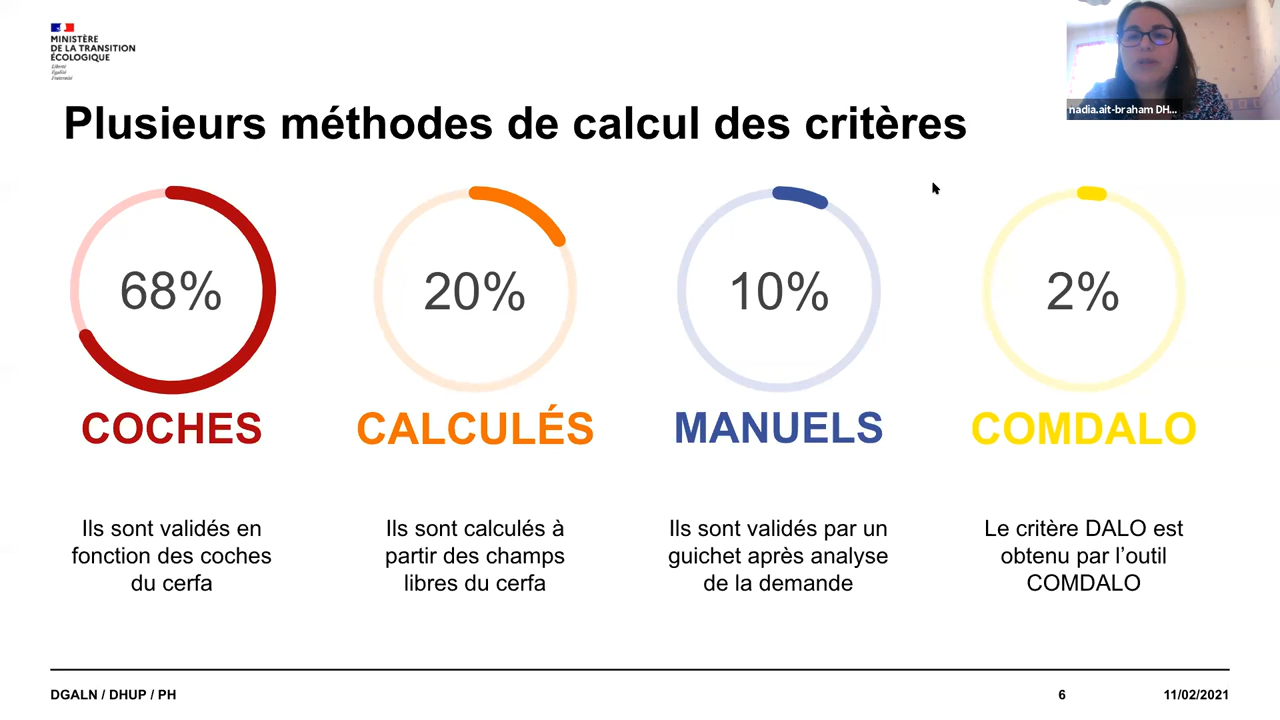 MINISTÈRE
DE LA TRANSITION
ÉCOLOGIQUE
Liberté
Égalité
Fraternité
nadia.ait-braham DH...
Plusieurs méthodes de calcul des critères
68%
20%
10%
2%
COCHES
CALCULÉS
MANUELS
COMDALO
Ils sont validés en
fonction des coches
du cerfa
Ils sont calculés à
partir des champs
libres du cerfa
Ils sont validés par un
guichet après analyse
de la demande
Le critère DALO est
obtenu par l’outil
COMDALO
DGALN / DHUP / PH
6
11/02/2021